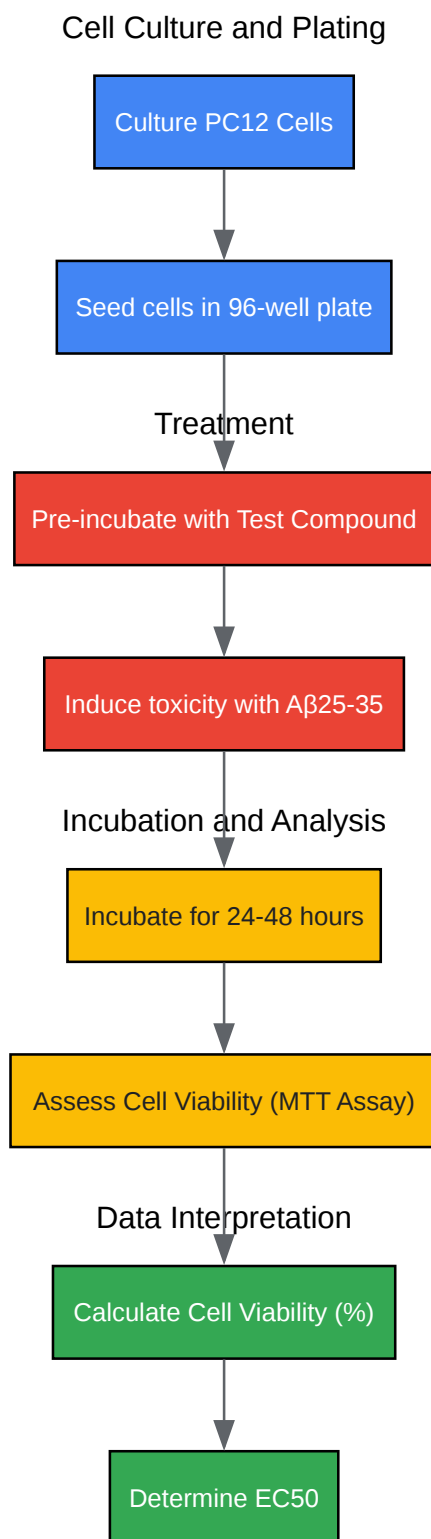 Cell Culture and Plating
Culture PC12 Cells
Seed cells in 96-well plate
Treatment
Pre-incubate with Test Compound
Induce toxicity with Aβ25-35
Incubation and Analysis
Incubate for 24-48 hours
Assess Cell Viability (MTT Assay)
Data Interpretation
Calculate Cell Viability (%)
Determine EC50